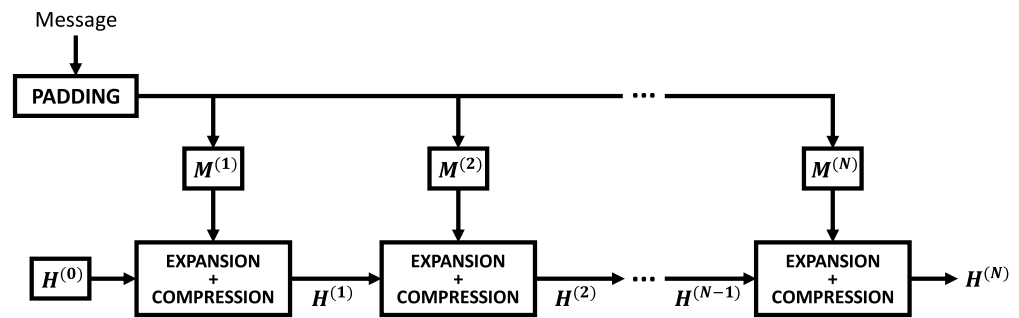 Message
PADDING
...
M^(1)
M^(2)
M^(N)
H^(0)
EXPANSION
+
COMPRESSION
H^(1)
EXPANSION
+
COMPRESSION
H^(2)
...
H^(N−1)
EXPANSION
+
COMPRESSION
H^(N)